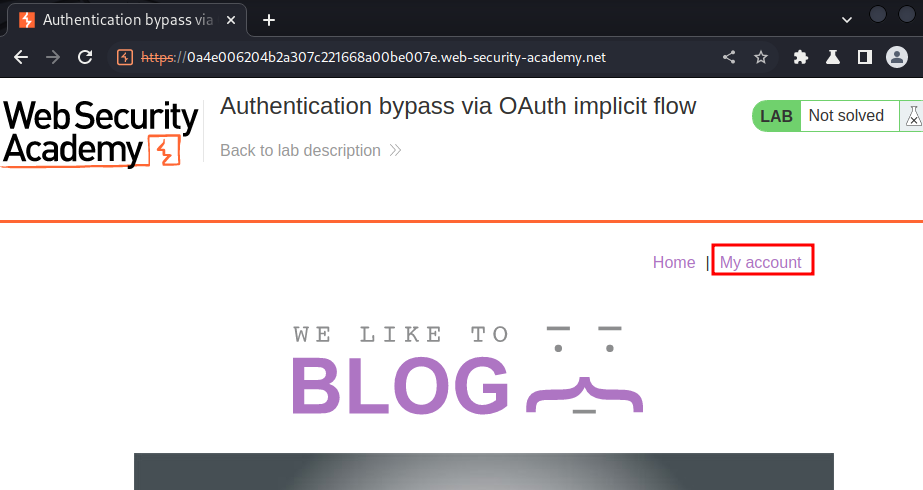 Authentication bypass via
https://0a4e006204b2a307c221668a00be007e.web-security-academy.net
Web Security
Academy
Authentication bypass via OAuth implicit flow
Back to lab description
LAB Not solved
Home | My account
WE LIKE TO
BLOG